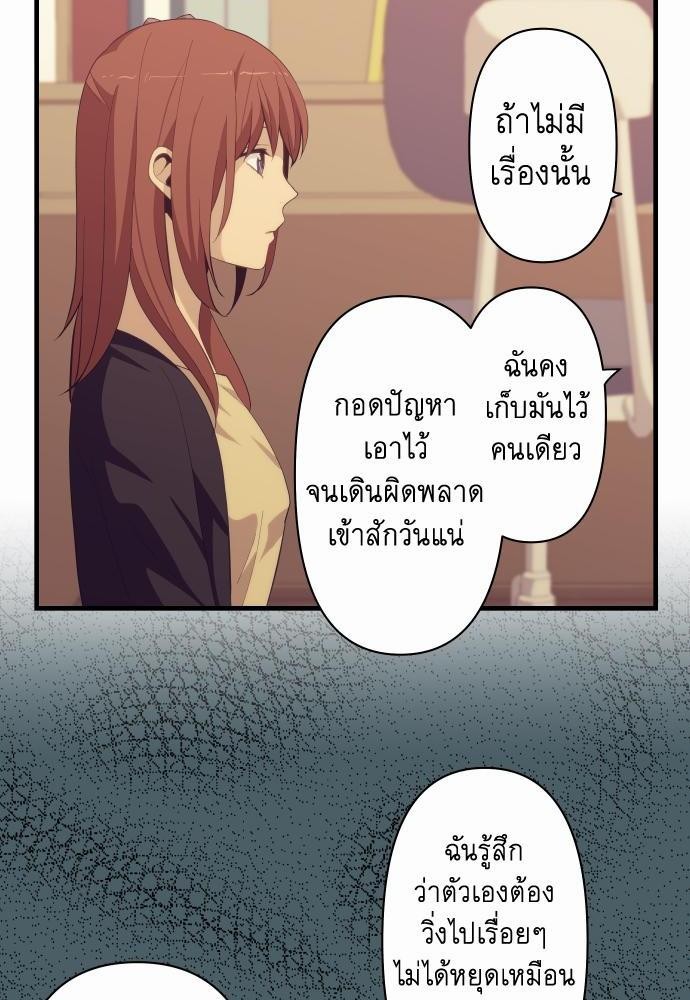 ถ้าไม่มี
เรื่องนั้น
ฉันคง
เก็บมันไว้
คนเดียว
กอดปัญหา
เอาไว้
จนเดินผิดพลาด
เข้าสักวันแน่
ฉันรู้สึก
ว่าตัวเองต้อง
วิ่งไปเรื่อยๆ
ไม่ได้หยุดเหมือน